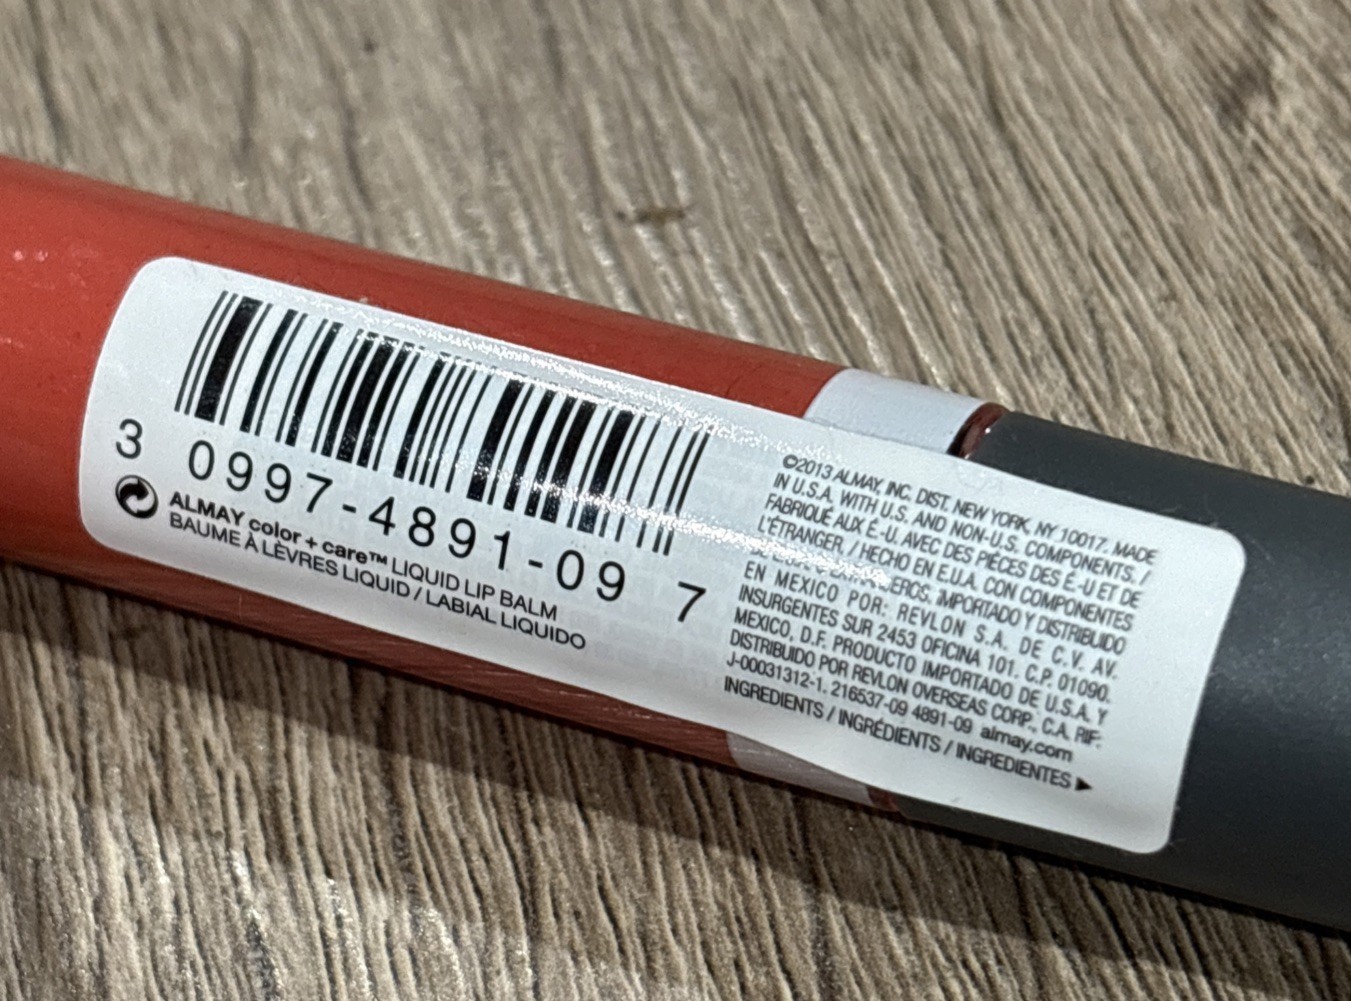 3 0997-4891-09 7
ALMAY color + care™ LIQUID LIP BALM
BAUME À LÈVRES LIQUID / LABIAL LIQUIDO
©2013 ALMAY, INC. DIST. NEW YORK, NY 10017. MADE
IN U.S.A. WITH U.S. AND NON-U.S. COMPONENTS. /
FABRIQUÉ AUX É.-U. AVEC DES PIÈCES DES É.-U ET DE
L'ÉTRANGER. / HECHO EN E.U.A. CON COMPONENTES
IMPORTADO Y DISTRIBUIDO
EN MEXICO POR: REVLON S.A. DE C.V. AV.
INSURGENTES SUR 2453 OFICINA 101. C.P. 01090.
MEXICO, D.F. PRODUCTO IMPORTADO DE U.S.A. Y
DISTRIBUIDO POR REVLON OVERSEAS CORP., C.A. RIF:
J-00031312-1. 216537-09 4891-09 almay.com
INGREDIENTS / INGRÉDIENTS / INGREDIENTES ▶